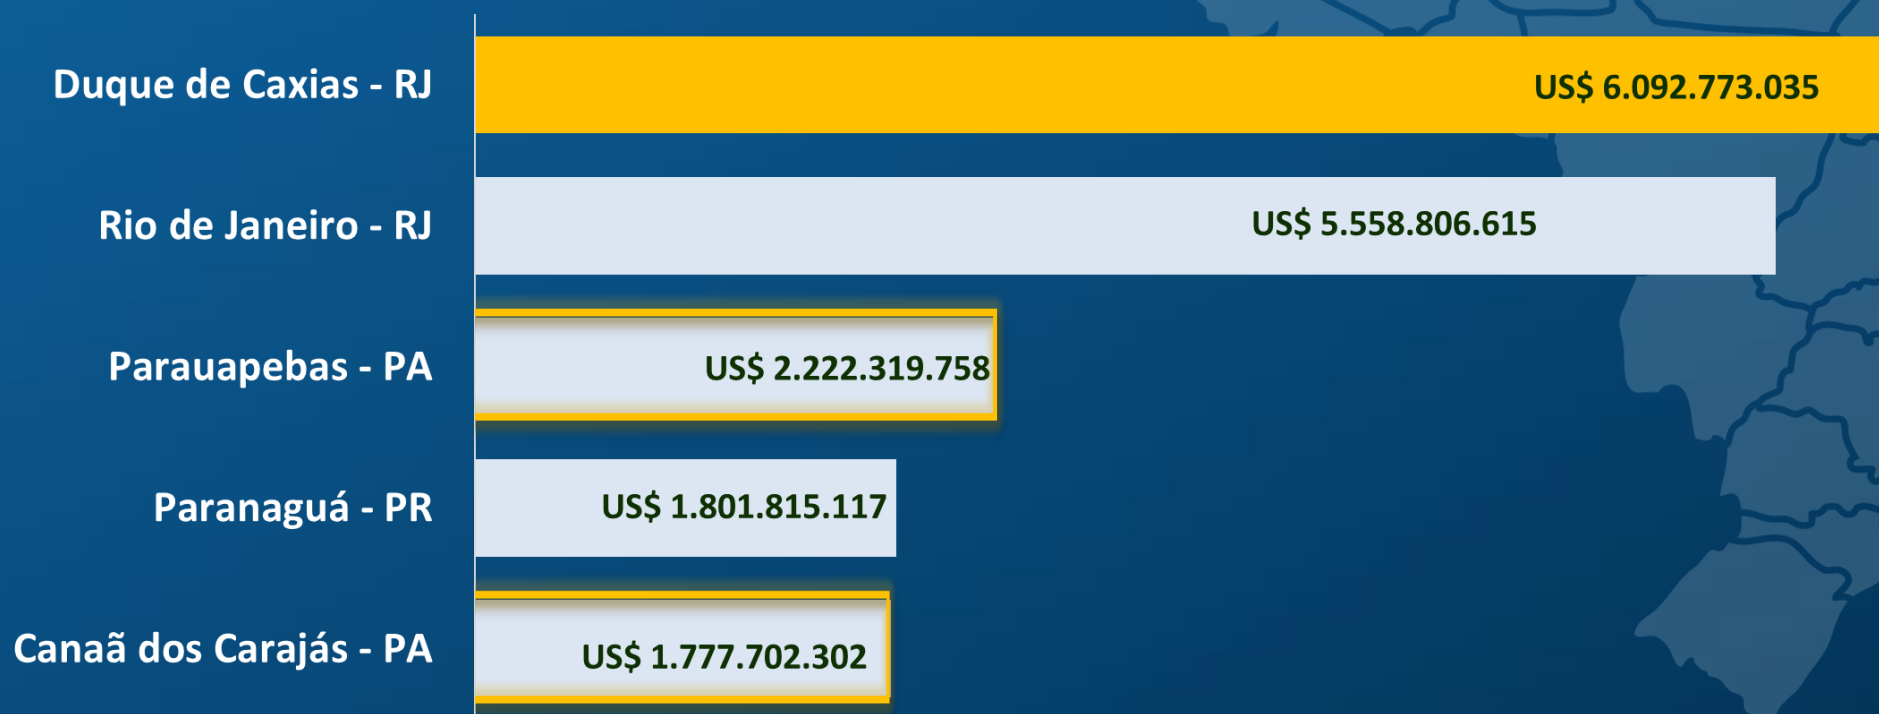 Duque de Caxias - RJ
US$ 6.092.773.035
Rio de Janeiro - RJ
US$ 5.558.806.615
Parauapebas - PA
US$ 2.222.319.758
Paranaguá - PR
US$ 1.801.815.117
Canaã dos Carajás - PA
US$ 1.777.702.302